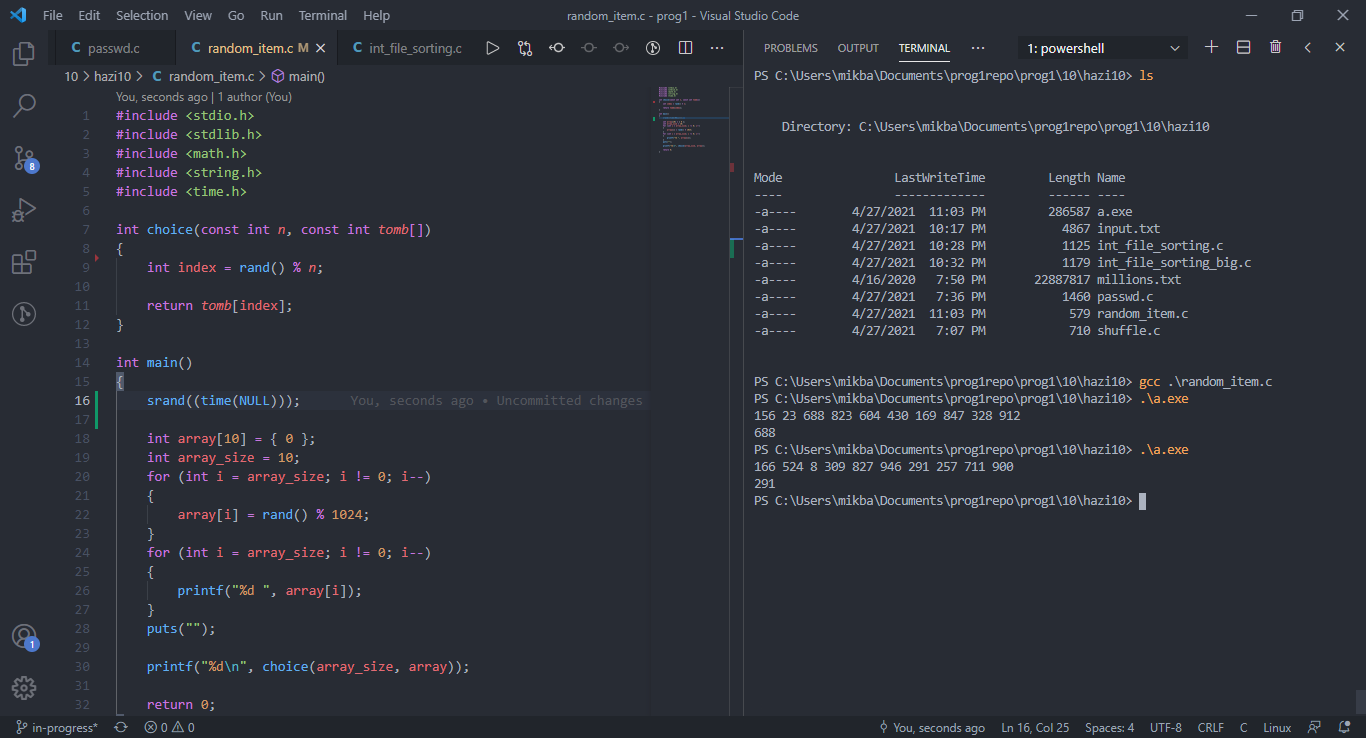 File Edit Selection View Go Run Terminal Help random_item.c - prog1 - Visual Studio Code
C passwd.c C random_item.c M C int_file_sorting.c
10 > hazi10 > C random_item.c > main()
You, seconds ago | 1 author (You)
1 #include <stdio.h>
2 #include <stdlib.h>
3 #include <math.h>
4 #include <string.h>
5 #include <time.h>
6
7 int choice(const int n, const int tomb[])
8 {
9 int index = rand() % n;
10
11 return tomb[index];
12 }
13
14 int main()
15 {
16 srand((time(NULL))); You, seconds ago • Uncommitted changes
17
18 int array[10] = { 0 };
19 int array_size = 10;
20 for (int i = array_size; i != 0; i--)
21 {
22 array[i] = rand() % 1024;
23 }
24 for (int i = array_size; i != 0; i--)
25 {
26 printf("%d ", array[i]);
27 }
28 puts("");
29
30 printf("%d\n", choice(array_size, array));
31
32 return 0;
8
1
PROBLEMS OUTPUT TERMINAL ··· 1: powershell
PS C:\Users\mikba\Documents\prog1repo\prog1\10\hazi10> ls
Directory: C:\Users\mikba\Documents\prog1repo\prog1\10\hazi10
Mode LastWriteTime Length Name
---- ------------- ------ ----
-a---- 4/27/2021 11:03 PM 286587 a.exe
-a---- 4/27/2021 10:17 PM 4867 input.txt
-a---- 4/27/2021 10:28 PM 1125 int_file_sorting.c
-a---- 4/27/2021 10:32 PM 1179 int_file_sorting_big.c
-a---- 4/16/2020 7:50 PM 22887817 millions.txt
-a---- 4/27/2021 7:36 PM 1460 passwd.c
-a---- 4/27/2021 11:03 PM 579 random_item.c
-a---- 4/27/2021 7:07 PM 710 shuffle.c
PS C:\Users\mikba\Documents\prog1repo\prog1\10\hazi10> gcc .\random_item.c
PS C:\Users\mikba\Documents\prog1repo\prog1\10\hazi10> .\a.exe
156 23 688 823 604 430 169 847 328 912
688
PS C:\Users\mikba\Documents\prog1repo\prog1\10\hazi10> .\a.exe
166 524 8 309 827 946 291 257 711 900
291
PS C:\Users\mikba\Documents\prog1repo\prog1\10\hazi10>
in-progress* 0 0 You, seconds ago Ln 16, Col 25 Spaces: 4 UTF-8 CRLF C Linux